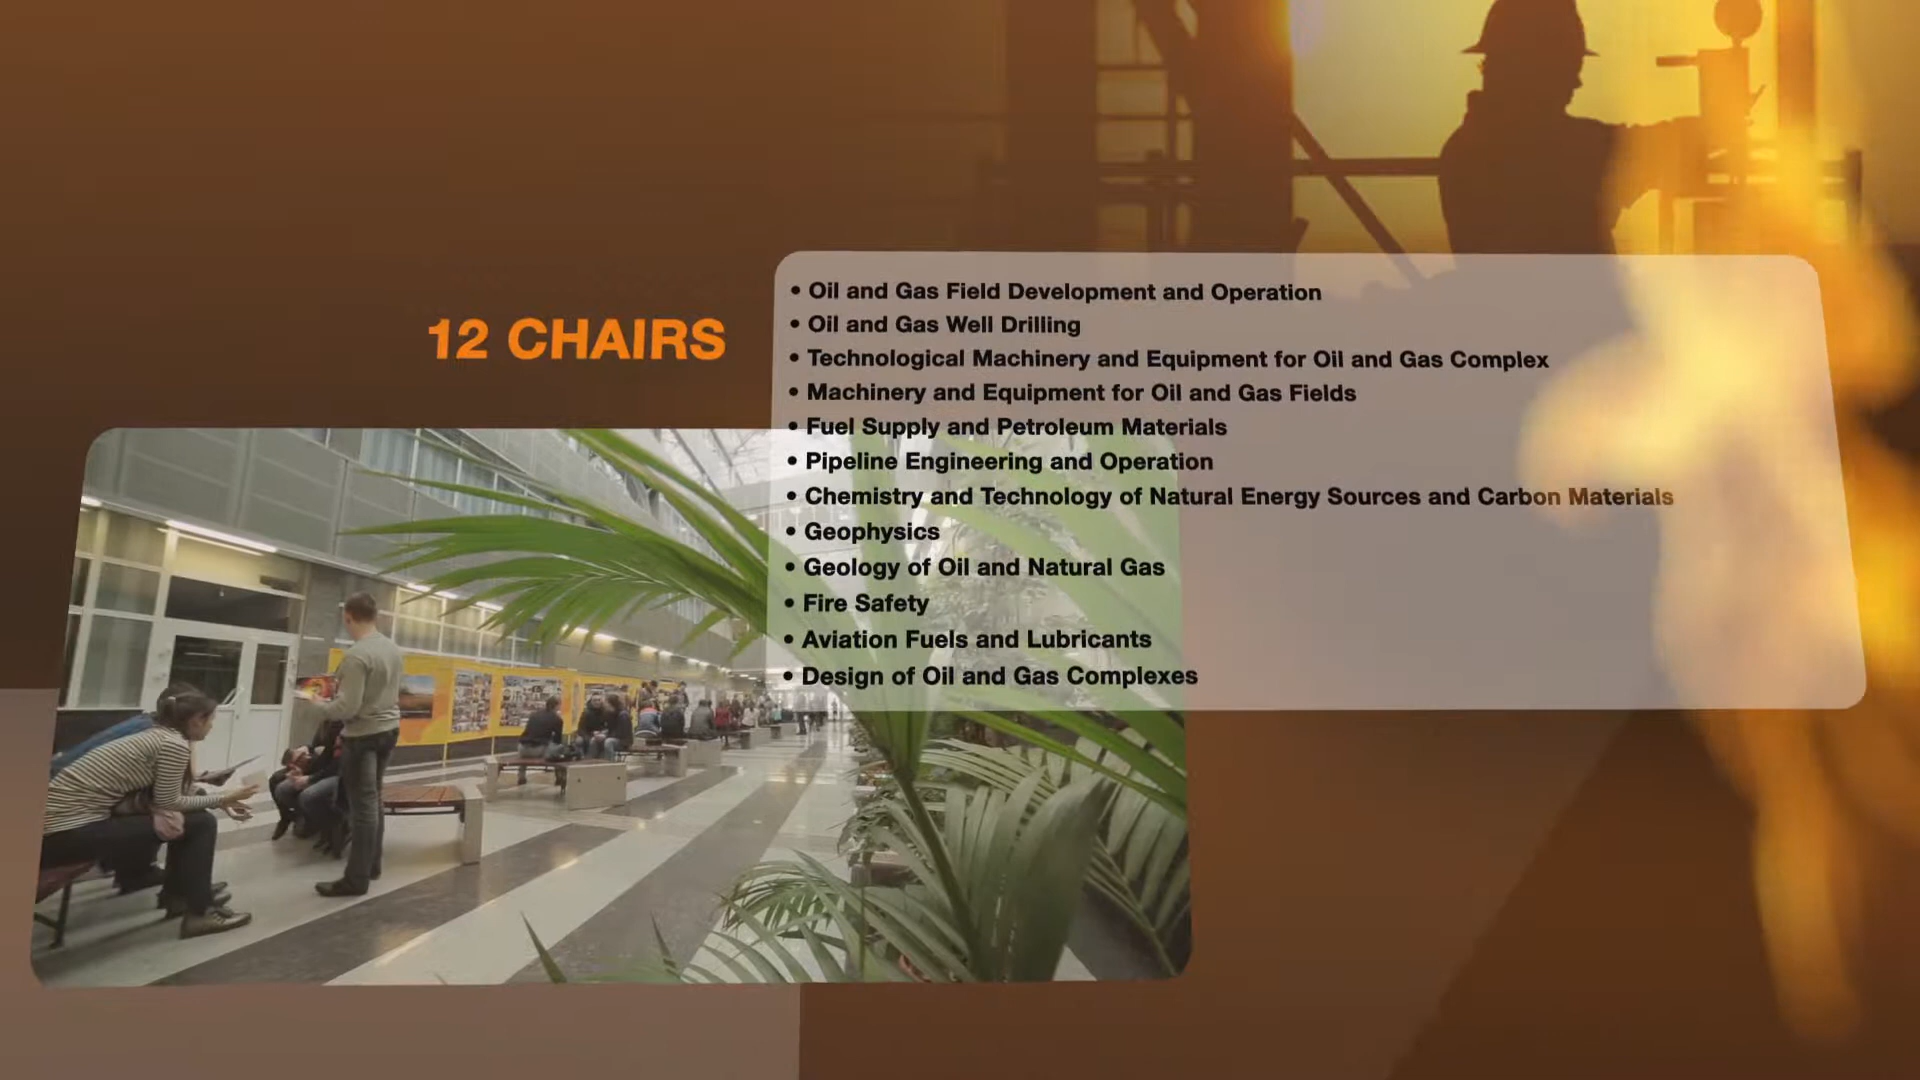 12 CHAIRS
• Oil and Gas Field Development and Operation
• Oil and Gas Well Drilling
• Technological Machinery and Equipment for Oil and Gas Complex
• Machinery and Equipment for Oil and Gas Fields
• Fuel Supply and Petroleum Materials
• Pipeline Engineering and Operation
• Chemistry and Technology of Natural Energy Sources and Carbon Materials
• Geophysics
• Geology of Oil and Natural Gas
• Fire Safety
• Aviation Fuels and Lubricants
• Design of Oil and Gas Complexes